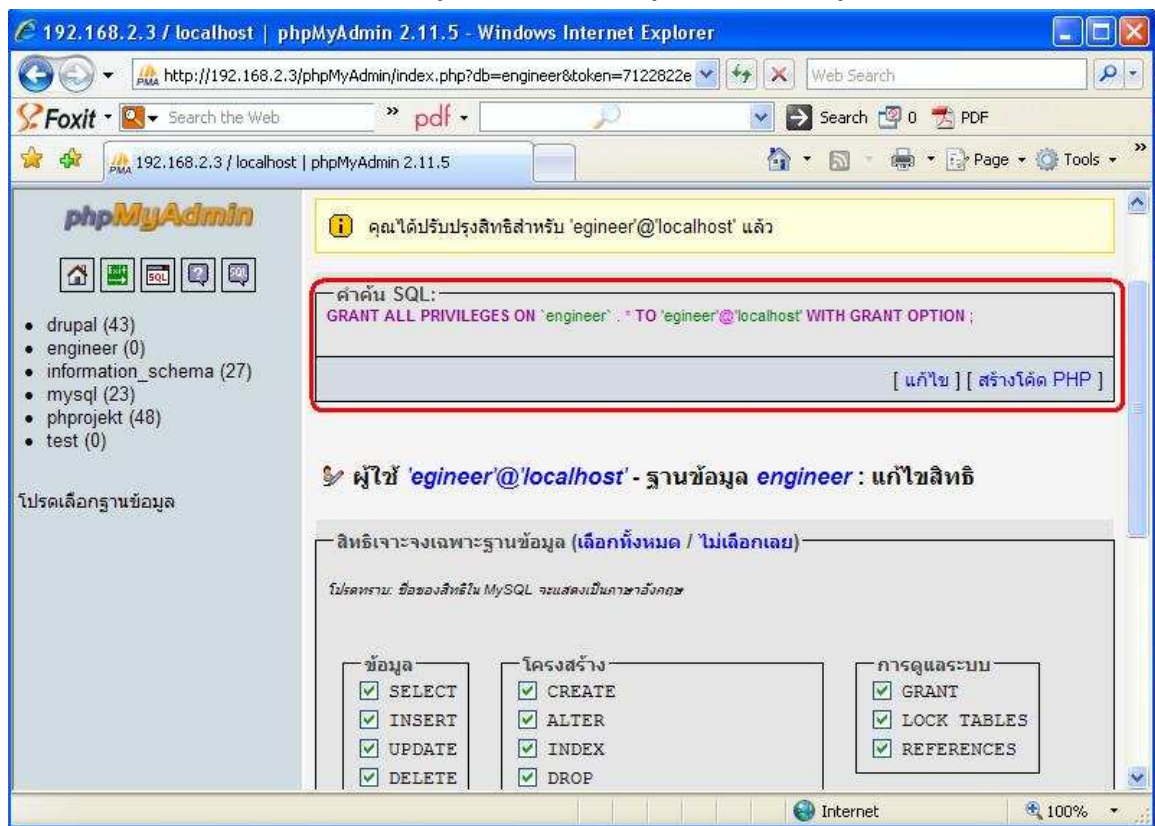 192.168.2.3 / localhost | phpMyAdmin 2.11.5 - Windows Internet Explorer
http://192.168.2.3/phpMyAdmin/index.php?db=engineer&token=7122822e
Web Search
Foxit
Search the Web
» pdf
Search 0 PDF
192.168.2.3 / localhost | phpMyAdmin 2.11.5
Page Tools »
phpMyAdmin
Exit SQL ? SQL
drupal (43)
engineer (0)
information_schema (27)
mysql (23)
phprojekt (48)
test (0)
โปรดเลือกฐานข้อมูล
คุณได้ปรับปรุงสิทธิสำหรับ 'egineer'@'localhost' แล้ว
คำค้น SQL:
GRANT ALL PRIVILEGES ON `engineer` . * TO 'egineer'@'localhost' WITH GRANT OPTION ;
[ แก้ไข ] [ สร้างโค้ด PHP ]
ผู้ใช้ 'egineer'@'localhost' - ฐานข้อมูล engineer : แก้ไขสิทธิ
สิทธิเจาะจงเฉพาะฐานข้อมูล (เลือกทั้งหมด / ไม่เลือกเลย)
โปรดทราบ: ชื่อของสิทธิใน MySQL จะแสดงเป็นภาษาอังกฤษ
ข้อมูล
SELECT
INSERT
UPDATE
DELETE
โครงสร้าง
CREATE
ALTER
INDEX
DROP
การดูแลระบบ
GRANT
LOCK TABLES
REFERENCES
Internet
100%